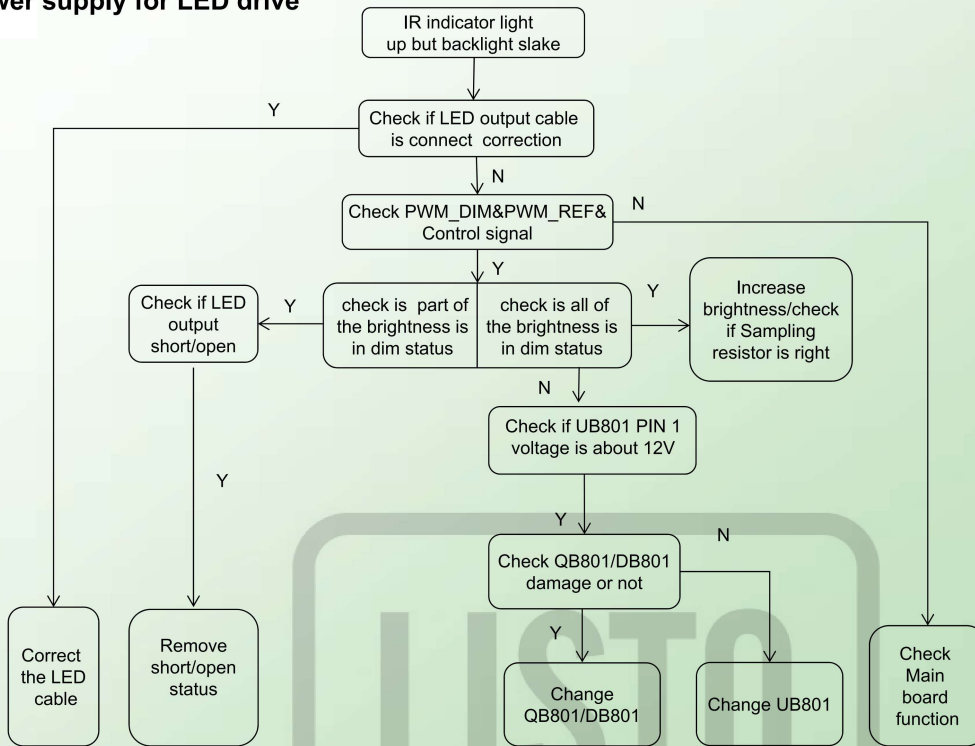 wer supply for LED drive
IR indicator light
up but backlight slake
Y
Check if LED output cable
is connect correction
N
Check PWM_DIM&PWM_REF&
Control signal
N
Y
Check if LED
output
short/open
Y
check is part of
the brightness is
in dim status
check is all of
the brightness is
in dim status
Y
Increase
brightness/check
if Sampling
resistor is right
N
Check if UB801 PIN 1
voltage is about 12V
Y
Y
N
Check QB801/DB801
damage or not
Y
Correct
the LED
cable
Remove
short/open
status
Change
QB801/DB801
Change UB801
Check
Main
board
function
LISTO